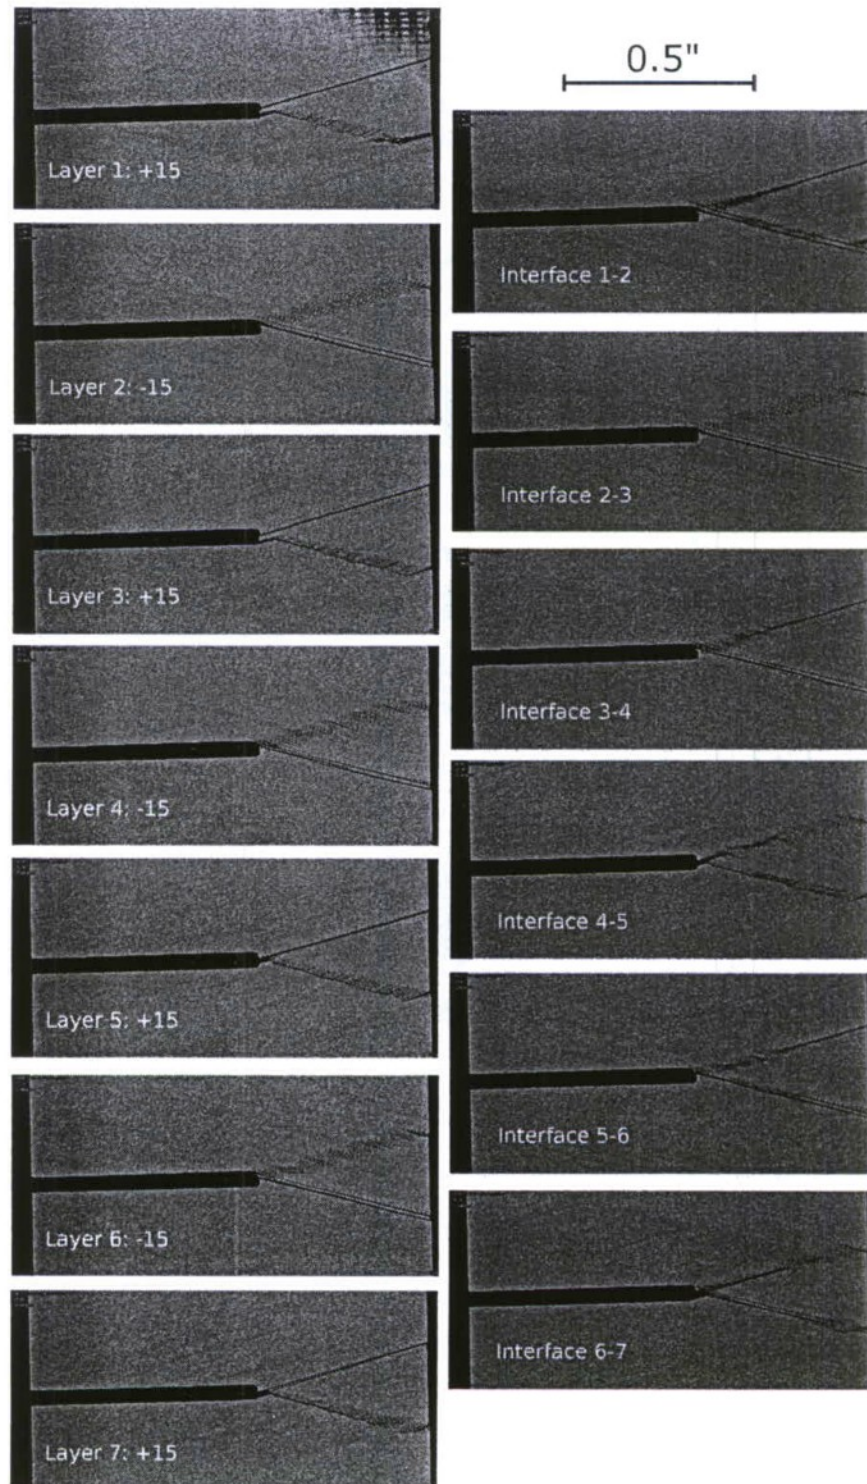 0.5"
Layer 1: +15
Interface 1-2
Layer 2: -15
Interface 2-3
Layer 3: +15
Interface 3-4
Layer 4: -15
Interface 4-5
Layer 5: +15
Interface 5-6
Layer 6: -15
Interface 6-7
Layer 7: +15